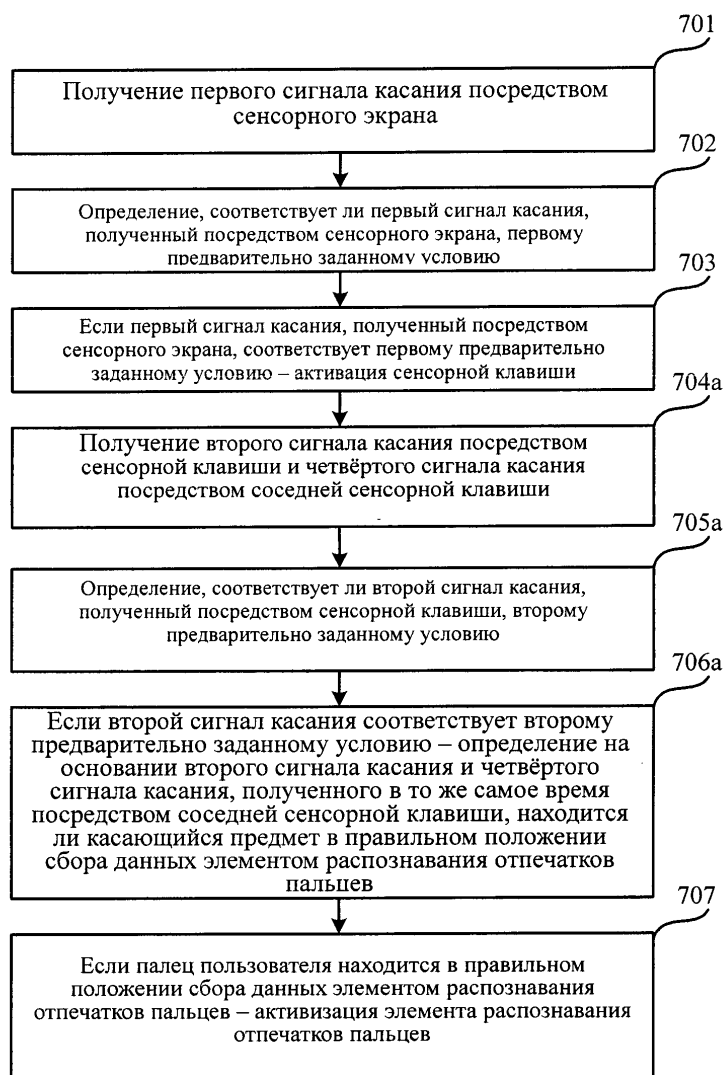 701
Получение первого сигнала касания посредством
сенсорного экрана
702
Определение, соответствует ли первый сигнал касания,
полученный посредством сенсорного экрана, первому
предварительно заданному условию
703
Если первый сигнал касания, полученный посредством
сенсорного экрана, соответствует первому предварительно
заданному условию – активация сенсорной клавиши
704a
Получение второго сигнала касания посредством
сенсорной клавиши и четвёртого сигнала касания
посредством соседней сенсорной клавиши
705a
Определение, соответствует ли второй сигнал касания,
полученный посредством сенсорной клавиши, второму
предварительно заданному условию
706a
Если второй сигнал касания соответствует второму
предварительно заданному условию – определение на
основании второго сигнала касания и четвёртого
сигнала касания, полученного в то же самое время
посредством соседней сенсорной клавиши, находится
ли касающийся предмет в правильном положении
сбора данных элементом распознавания отпечатков
пальцев
707
Если палец пользователя находится в правильном
положении сбора данных элементом распознавания
отпечатков пальцев – активизация элемента распознавания
отпечатков пальцев